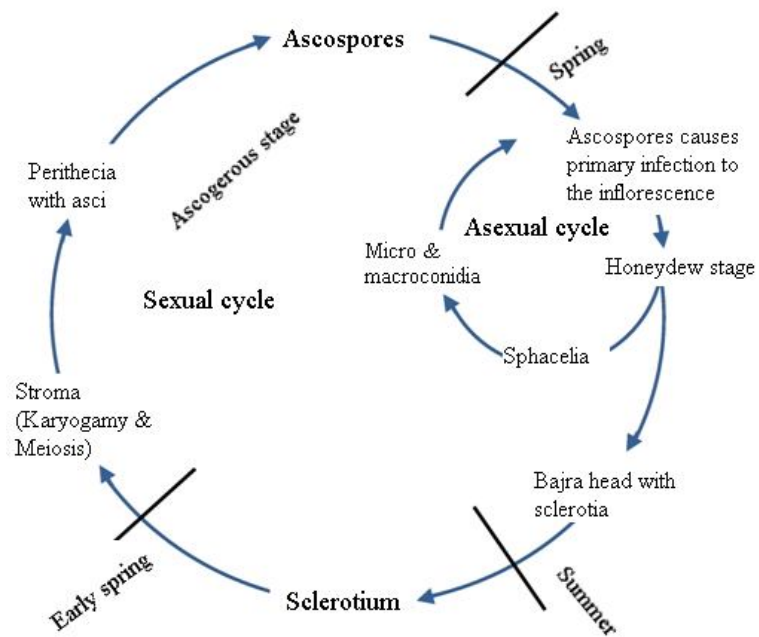 Ascospores
Spring
Ascospores causes
primary infection to
the inflorescence
Ascogerous stage
Perithecia
with asci
Asexual cycle
Micro &
macroconidia
Honeydew stage
Sexual cycle
Sphacelia
Stroma
(Karyogamy &
Meiosis)
Bajra head with
sclerotia
Early spring
Sclerotium
Summer